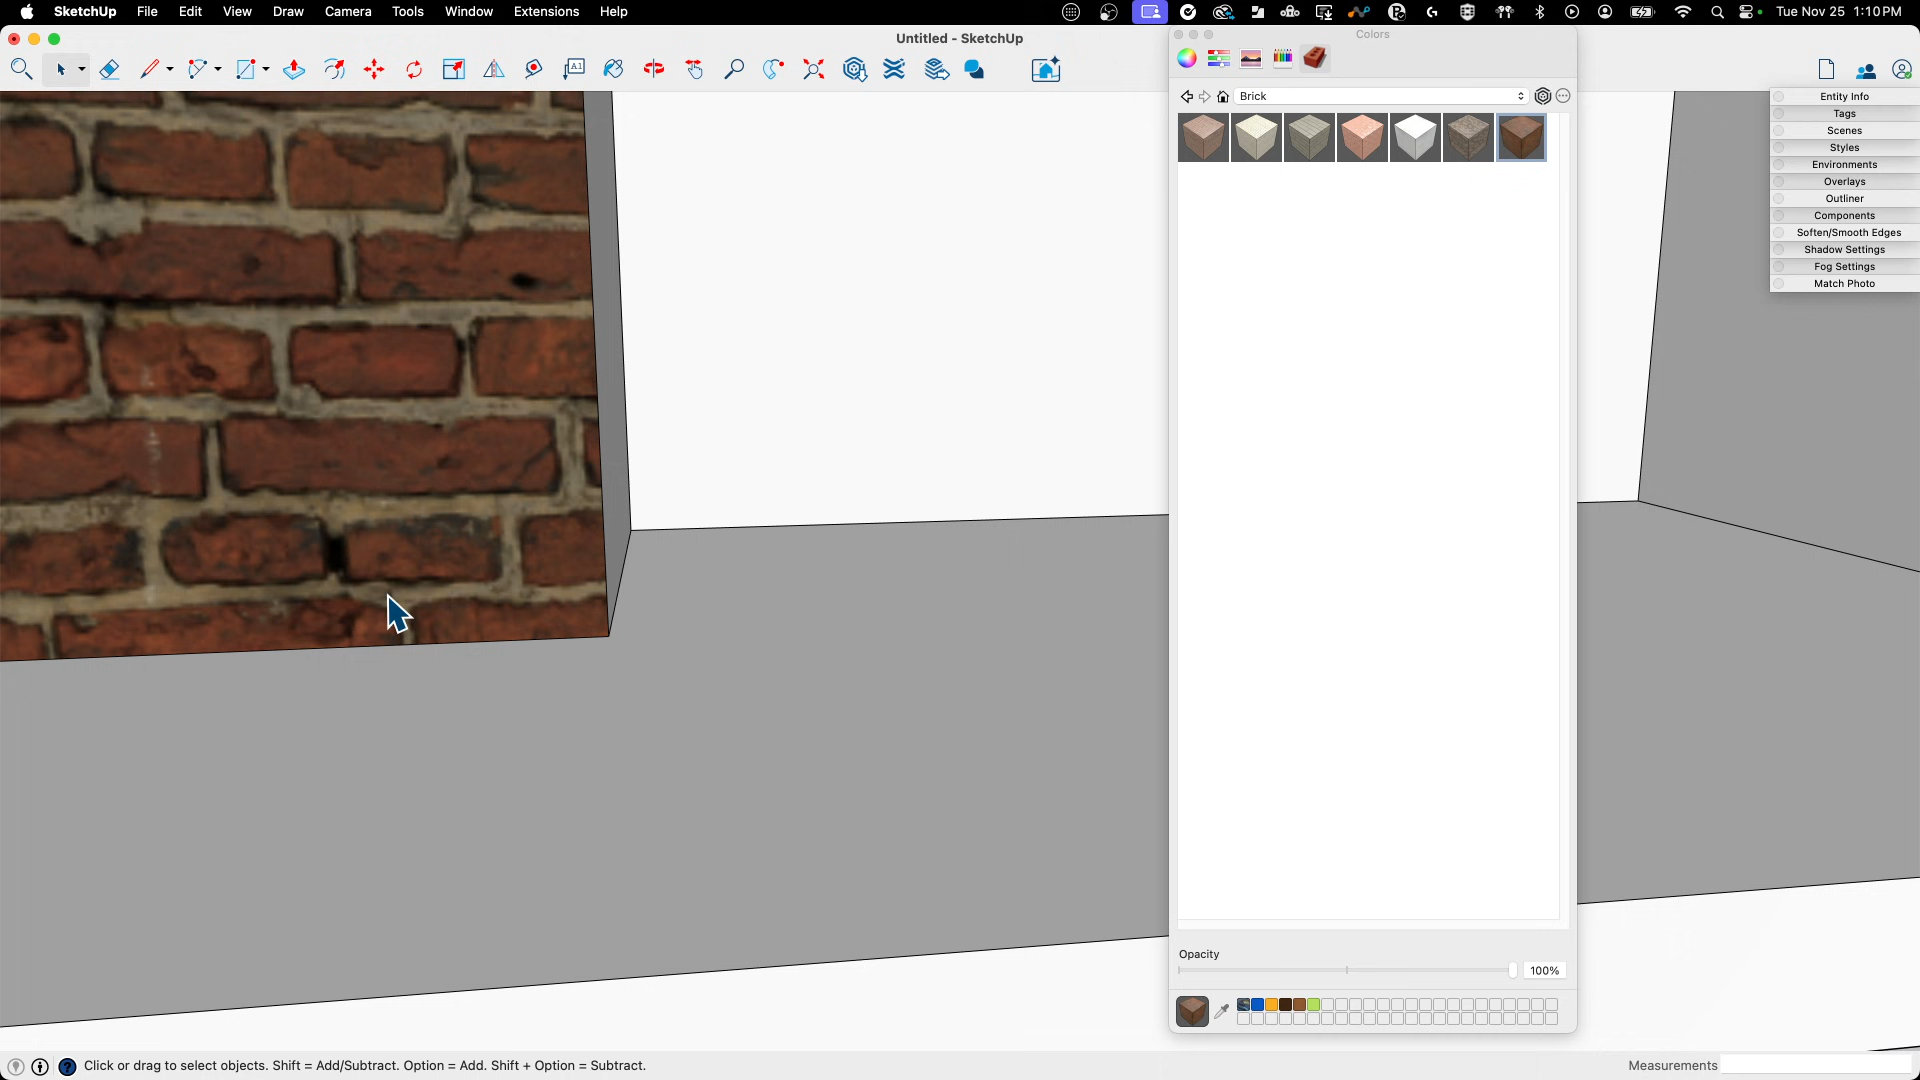 SketchUp File Edit View Draw Camera Tools Window Extensions Help Tue Nov 25 1:10 PM
Untitled - SketchUp
Colors
A1
Brick
Entity Info
Tags
Scenes
Styles
Environments
Overlays
Outliner
Components
Soften/Smooth Edges
Shadow Settings
Fog Settings
Match Photo
Opacity
100%
Click or drag to select objects. Shift = Add/Subtract. Option = Add. Shift + Option = Subtract.
Measurements